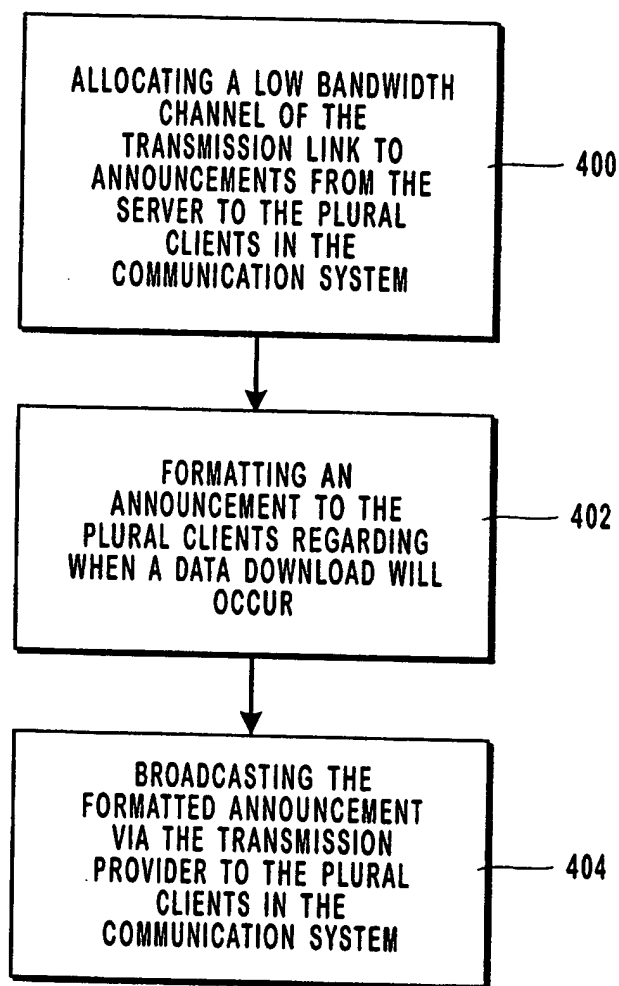 ALLOCATING A LOW BANDWIDTH
CHANNEL OF THE
TRANSMISSION LINK TO
ANNOUNCEMENTS FROM THE
SERVER TO THE PLURAL
CLIENTS IN THE
COMMUNICATION SYSTEM
400
FORMATTING AN
ANNOUNCEMENT TO THE
PLURAL CLIENTS REGARDING
WHEN A DATA DOWNLOAD WILL
OCCUR
402
BROADCASTING THE
FORMATTED ANNOUNCEMENT
VIA THE TRANSMISSION
PROVIDER TO THE PLURAL
CLIENTS IN THE
COMMUNICATION SYSTEM
404